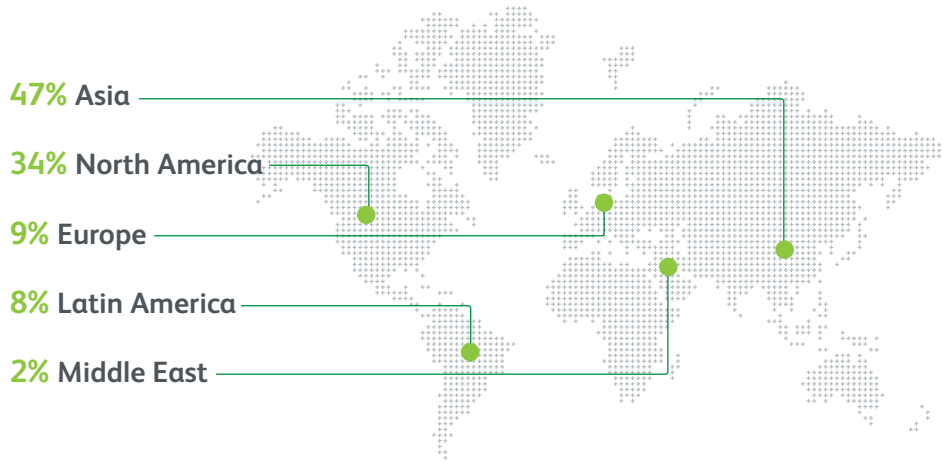 47% Asia
34% North America
9% Europe
8% Latin America
2% Middle East